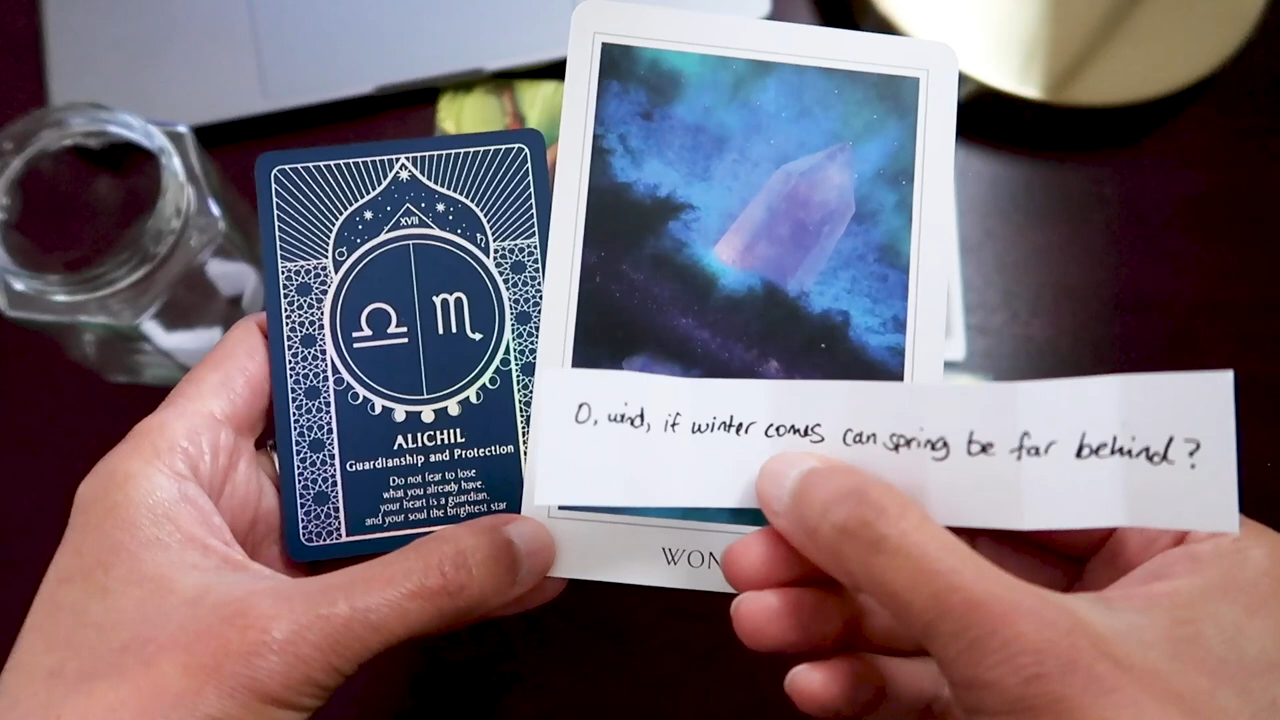 XVII
ALICHIL
Guardianship and Protection
Do not fear to lose
what you already have,
your heart is a guardian,
and your soul the brightest star
O, wind, if winter comes can spring be far behind?